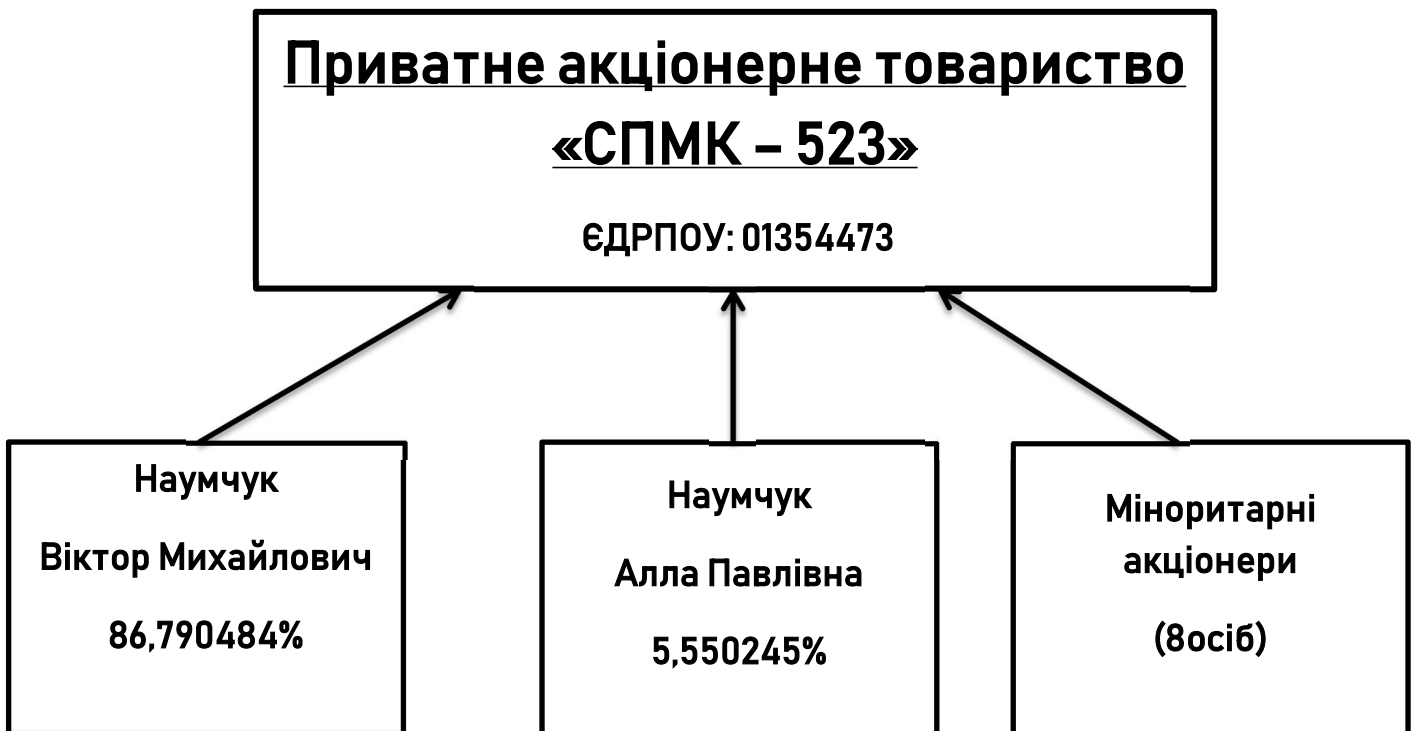 Приватне акціонерне товариство
«СПМК – 523»
ЄДРПОУ: 01354473
Наумчук
Віктор Михайлович
86,790484%
Наумчук
Алла Павлівна
5,550245%
Міноритарні
акціонери
(8осіб)